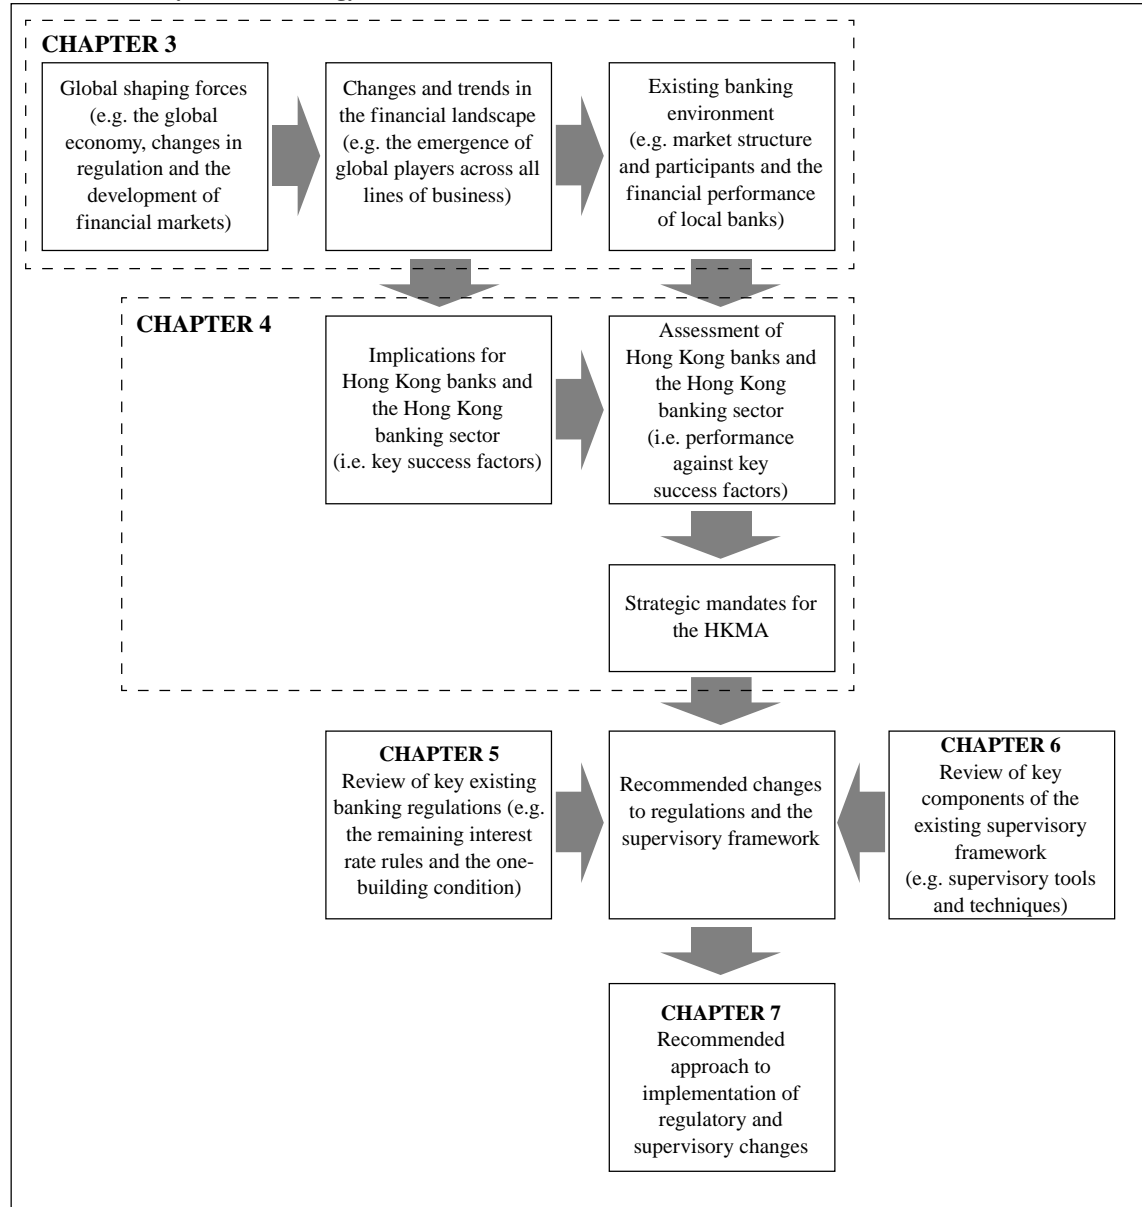 CHAPTER 3
Global shaping forces
(e.g. the global
economy, changes in
regulation and the
development of
financial markets)
Changes and trends in
the financial landscape
(e.g. the emergence of
global players across all
lines of business)
Existing banking
environment
(e.g. market structure
and participants and the
financial performance
of local banks)
CHAPTER 4
Implications for
Hong Kong banks and
the Hong Kong
banking sector
(i.e. key success factors)
Assessment of
Hong Kong banks and
the Hong Kong
banking sector
(i.e. performance
against key
success factors)
Strategic mandates for
the HKMA
CHAPTER 5
Review of key existing
banking regulations (e.g.
the remaining interest
rate rules and the one-
building condition)
Recommended changes
to regulations and the
supervisory framework
CHAPTER 6
Review of key
components of the
existing supervisory
framework
(e.g. supervisory tools
and techniques)
CHAPTER 7
Recommended
approach to
implementation of
regulatory and
supervisory changes